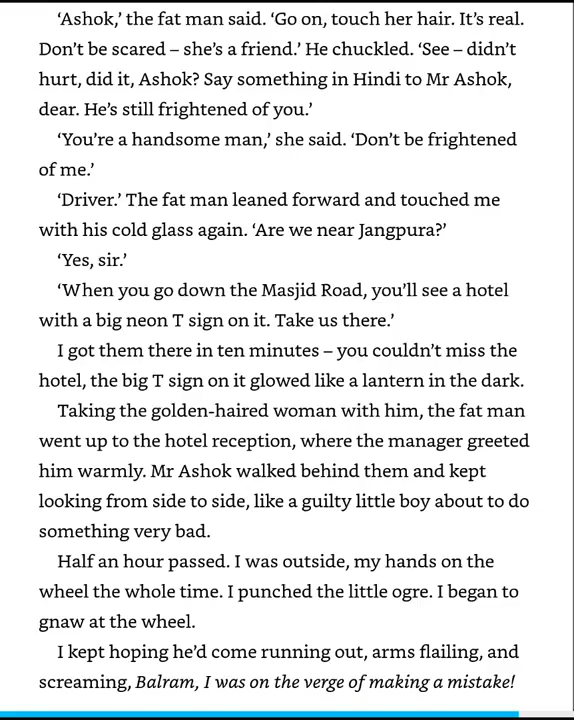 ‘Ashok,’ the fat man said. ‘Go on, touch her hair. It’s real.
Don’t be scared – she’s a friend.’ He chuckled. ‘See – didn’t
hurt, did it, Ashok? Say something in Hindi to Mr Ashok,
dear. He’s still frightened of you.’
‘You’re a handsome man,’ she said. ‘Don’t be frightened
of me.’
‘Driver.’ The fat man leaned forward and touched me
with his cold glass again. ‘Are we near Jangpura?’
‘Yes, sir.’
‘When you go down the Masjid Road, you’ll see a hotel
with a big neon T sign on it. Take us there.’
I got them there in ten minutes – you couldn’t miss the
hotel, the big T sign on it glowed like a lantern in the dark.
Taking the golden-haired woman with him, the fat man
went up to the hotel reception, where the manager greeted
him warmly. Mr Ashok walked behind them and kept
looking from side to side, like a guilty little boy about to do
something very bad.
Half an hour passed. I was outside, my hands on the
wheel the whole time. I punched the little ogre. I began to
gnaw at the wheel.
I kept hoping he’d come running out, arms flailing, and
screaming, Balram, I was on the verge of making a mistake!